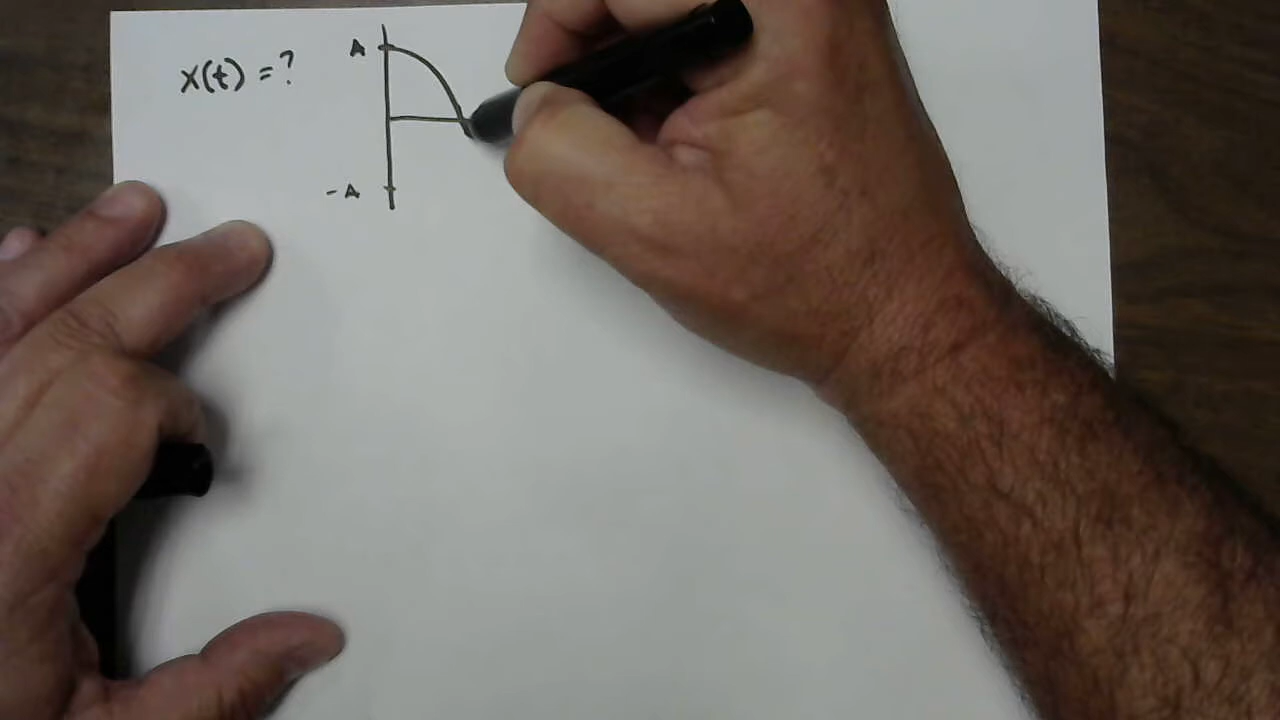 x(t) = ?
A
-A